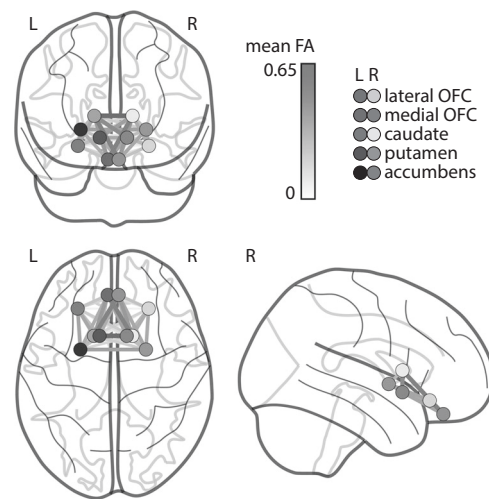 L
R
mean FA
0.65
0
L R
lateral OFC
medial OFC
caudate
putamen
accumbens
L
R
R